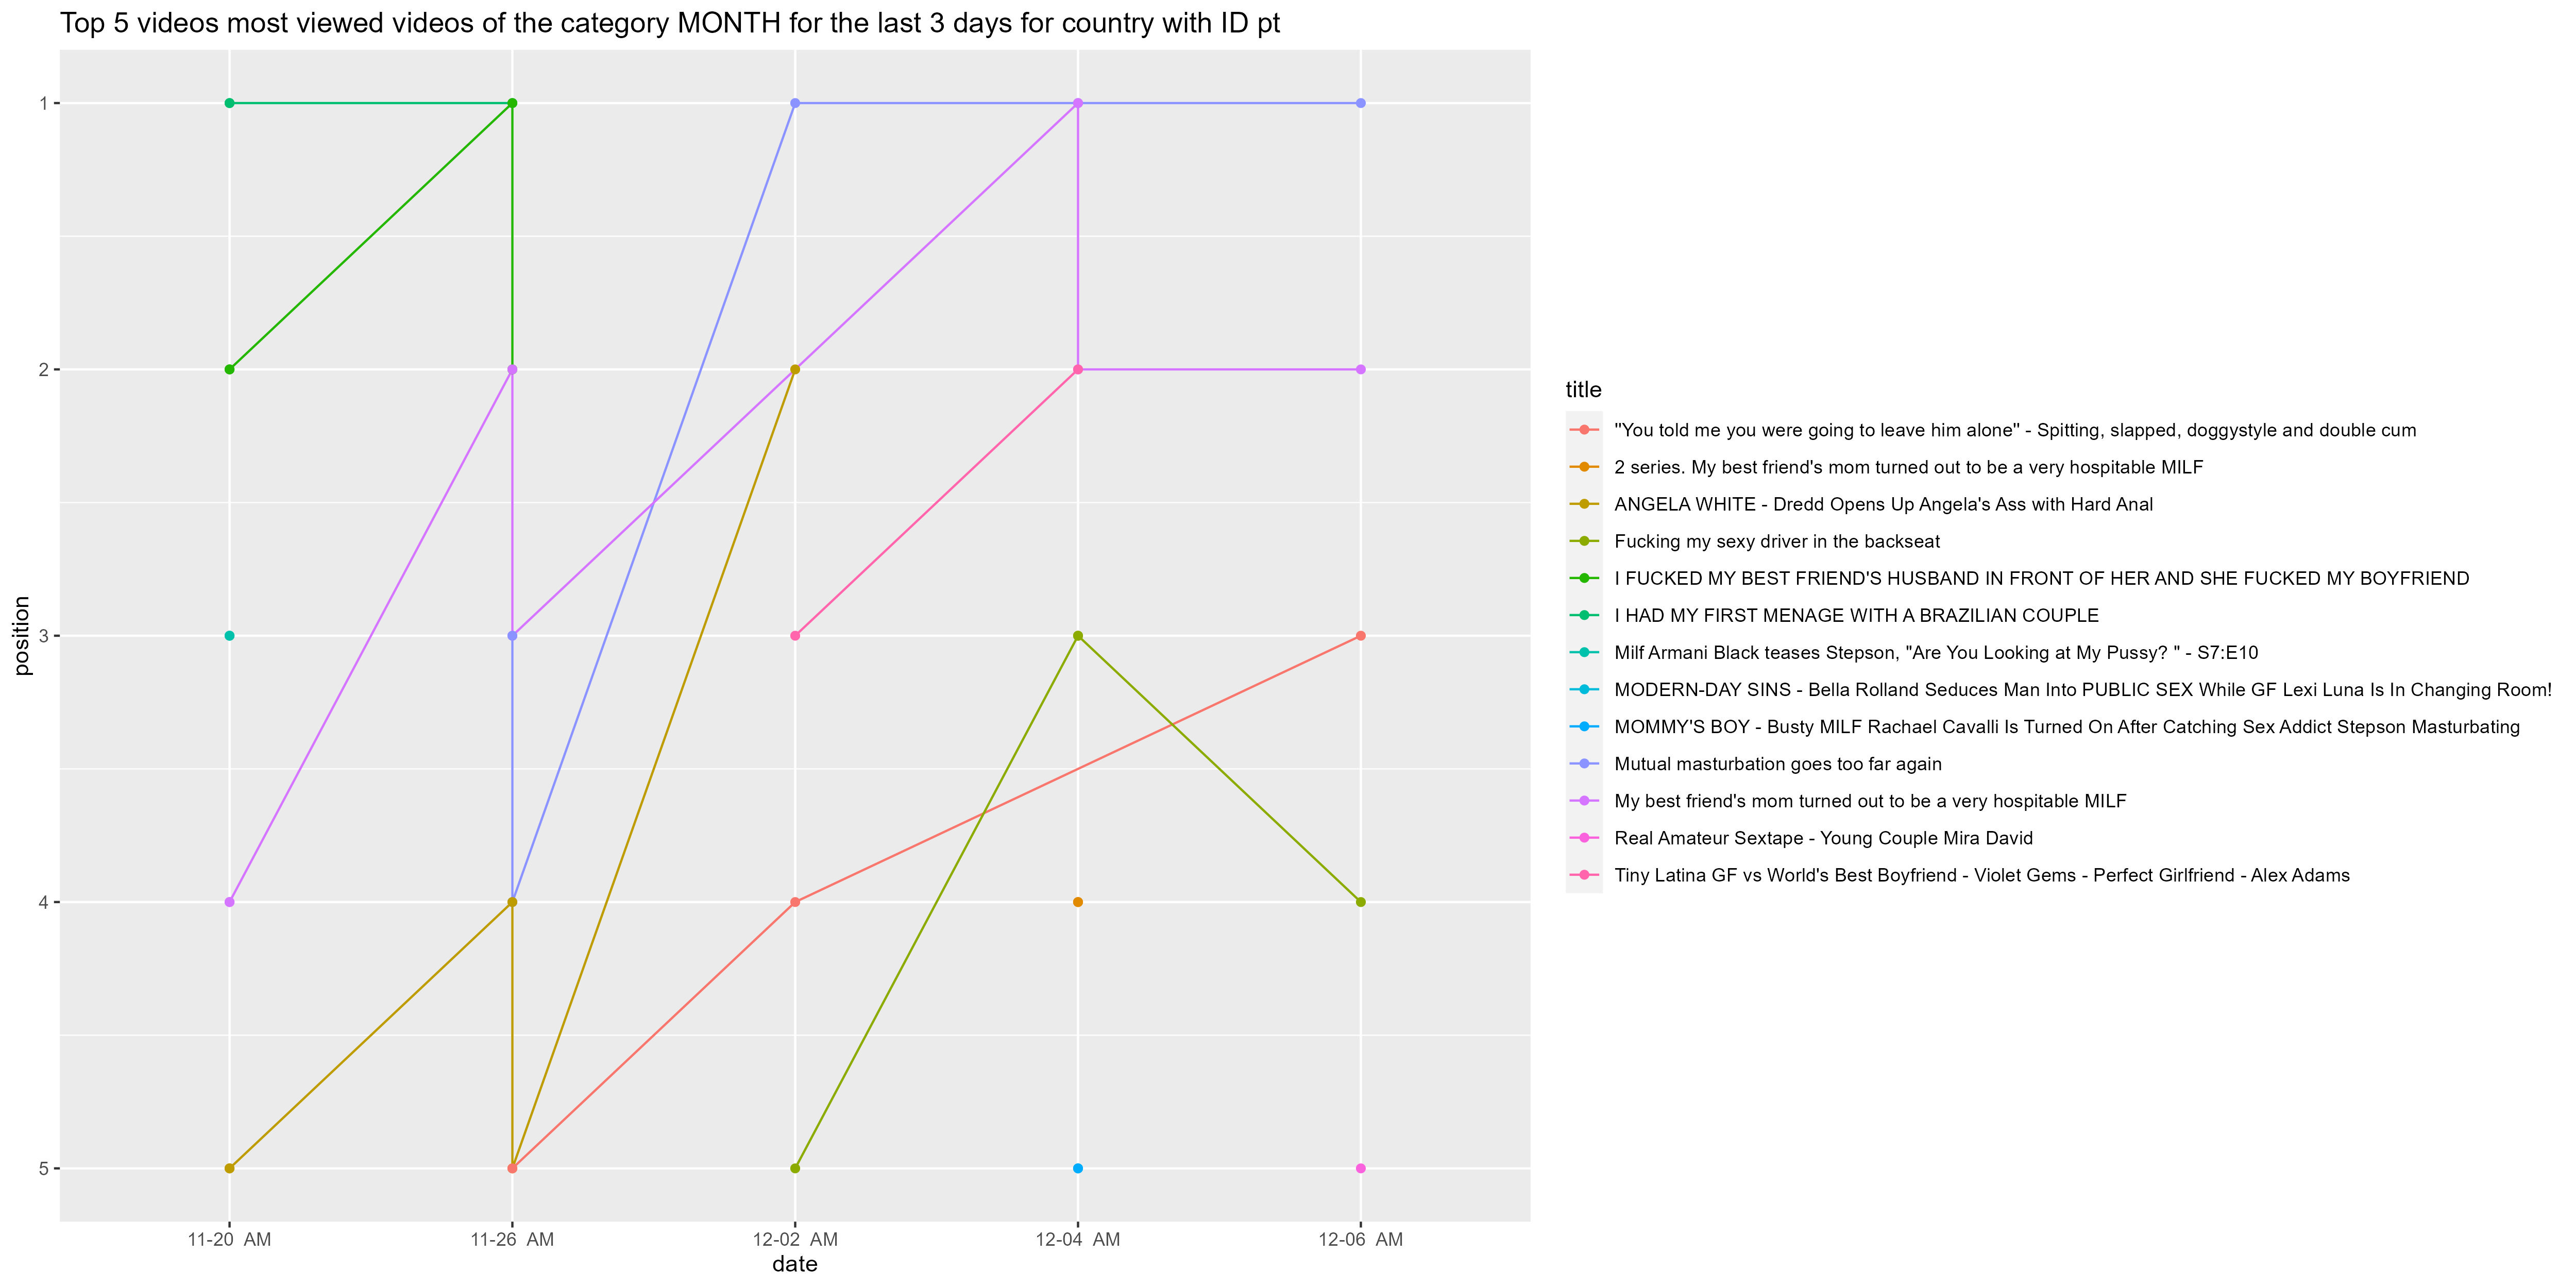 Top 5 videos most viewed videos of the category MONTH for the last 3 days for country with ID pt
position
1
2
3
4
5
11-20  AM
11-26  AM
12-02  AM
12-04  AM
12-06  AM
date
title
"You told me you were going to leave him alone" - Spitting, slapped, doggystyle and double cum
2 series. My best friend's mom turned out to be a very hospitable MILF
ANGELA WHITE - Dredd Opens Up Angela's Ass with Hard Anal
Fucking my sexy driver in the backseat
I FUCKED MY BEST FRIEND'S HUSBAND IN FRONT OF HER AND SHE FUCKED MY BOYFRIEND
I HAD MY FIRST MENAGE WITH A BRAZILIAN COUPLE
Milf Armani Black teases Stepson, "Are You Looking at My Pussy? " - S7:E10
MODERN-DAY SINS - Bella Rolland Seduces Man Into PUBLIC SEX While GF Lexi Luna Is In Changing Room!
MOMMY'S BOY - Busty MILF Rachael Cavalli Is Turned On After Catching Sex Addict Stepson Masturbating
Mutual masturbation goes too far again
My best friend's mom turned out to be a very hospitable MILF
Real Amateur Sextape - Young Couple Mira David
Tiny Latina GF vs World's Best Boyfriend - Violet Gems - Perfect Girlfriend - Alex Adams